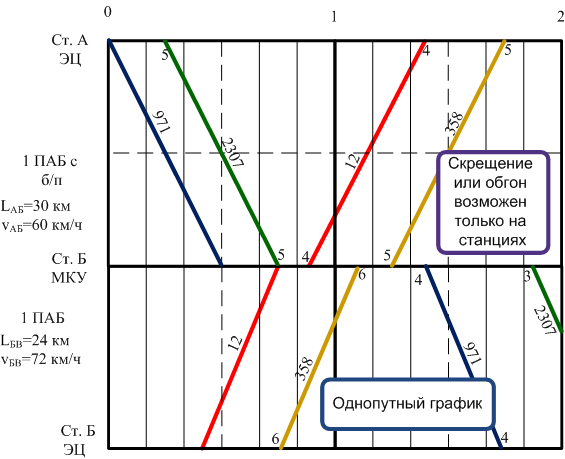 0
1
2
Ст. А
ЭЦ
5
4
5
971
2307
12
358
1 ПАБ с
б/п
LАБ=30 км
vАБ=60 км/ч
Скрещение
или обгон
возможен
только на
станциях
Ст. Б
МКУ
5
4
5
6
4
3
1 ПАБ
LБВ=24 км
vБВ=72 км/ч
12
358
971
2307
Однопутный график
Ст. Б
ЭЦ
6
4